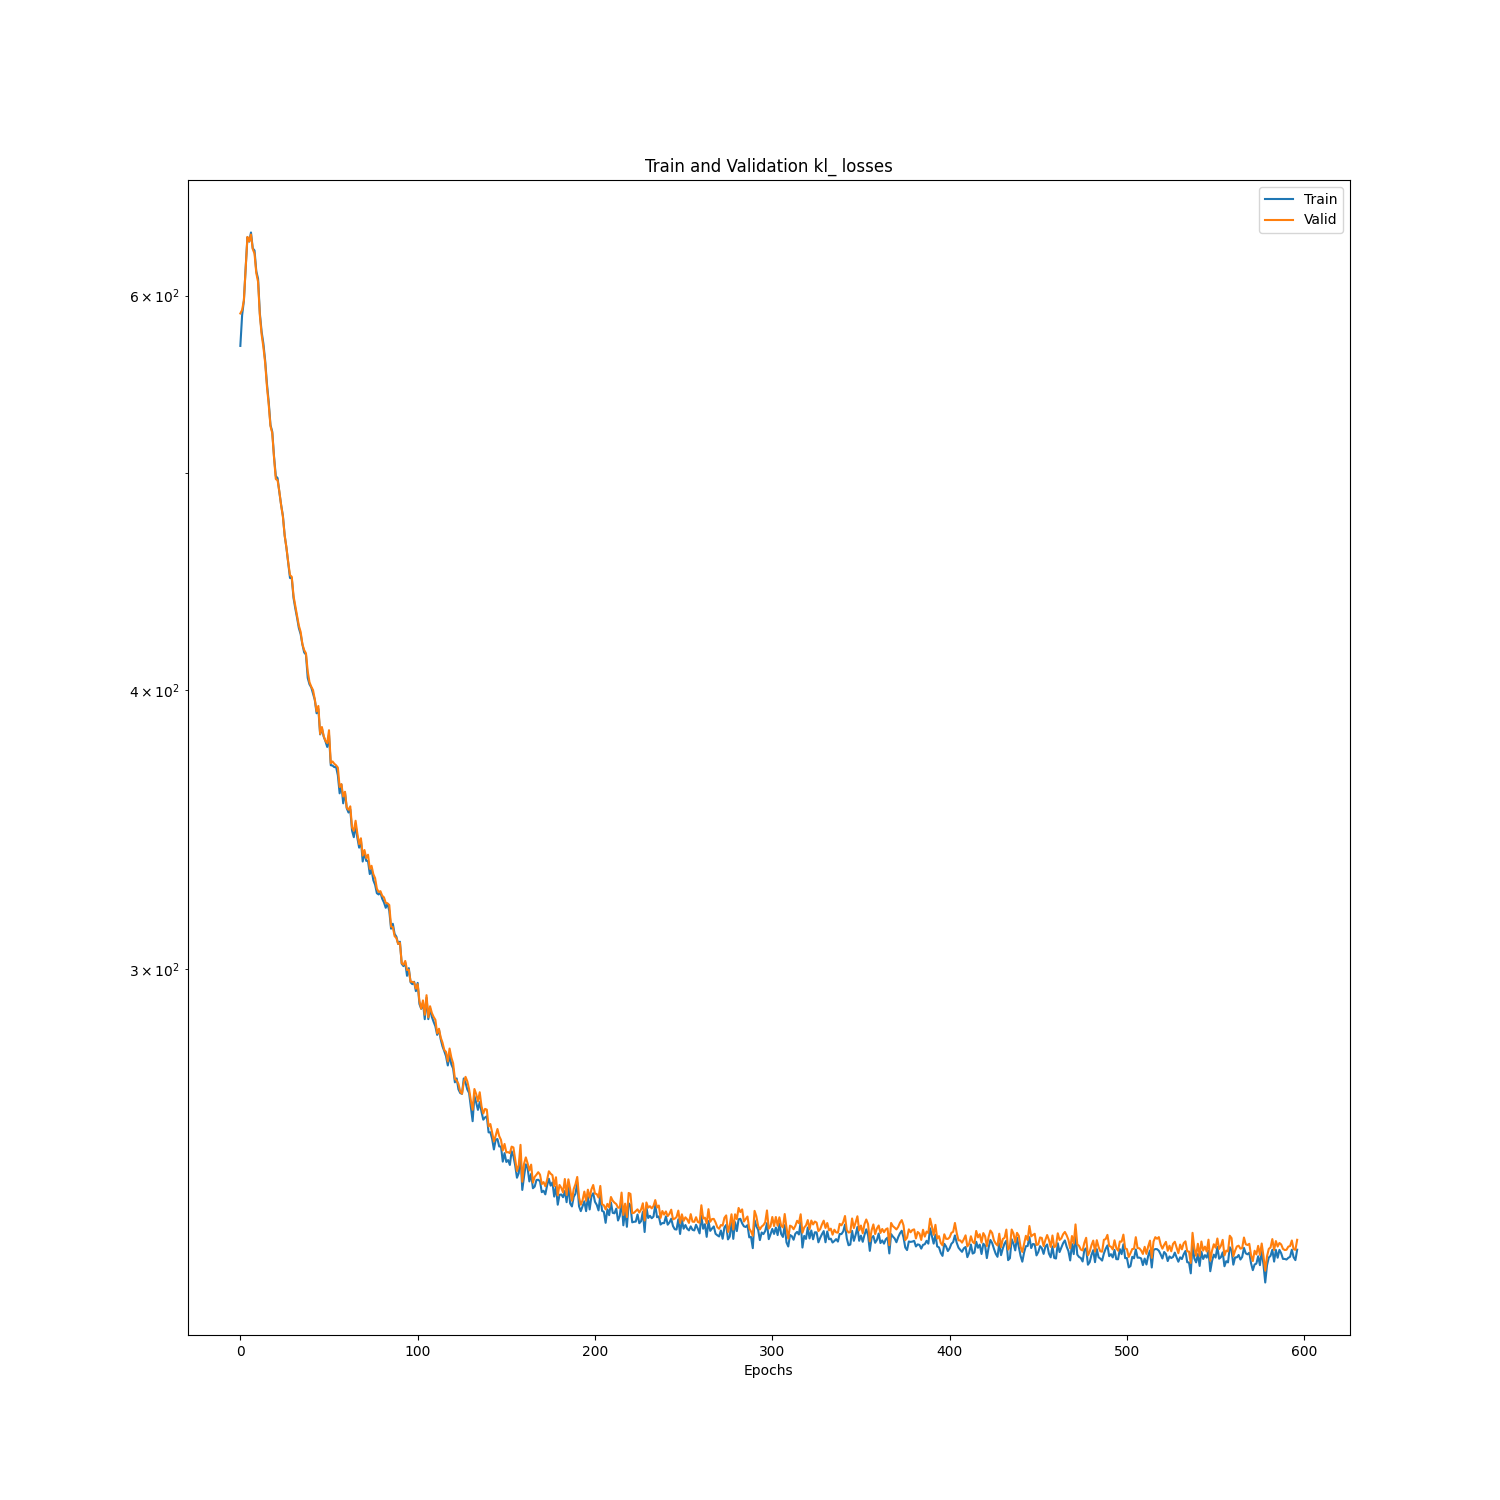 Train and Validation kl_ losses
Train
Valid
6 × 10²
4 × 10²
3 × 10²
0 100 200 300 400 500 600
Epochs